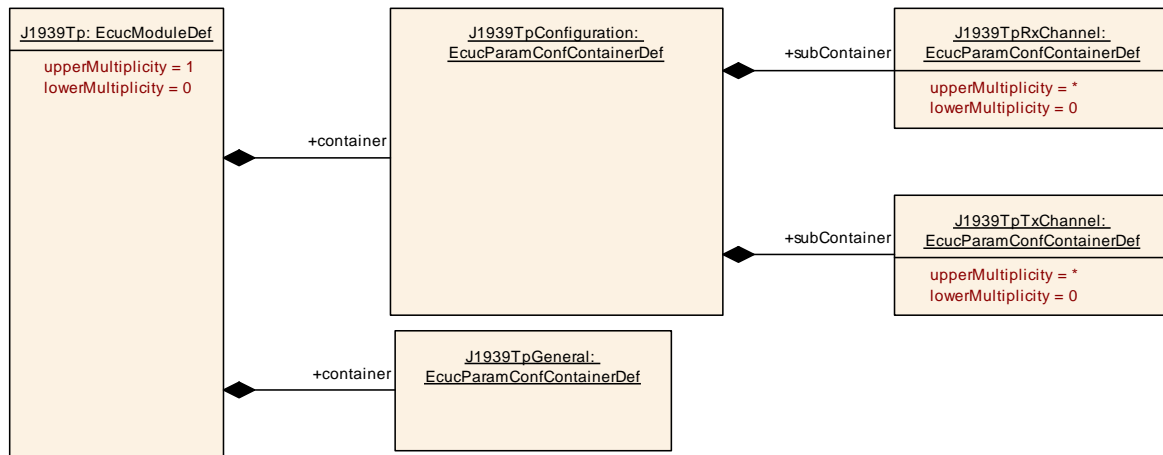 J1939Tp: EcucModuleDef
upperMultiplicity = 1
lowerMultiplicity = 0
+container
J1939TpConfiguration:
EcucParamConfContainerDef
+subContainer
J1939TpRxChannel:
EcucParamConfContainerDef
upperMultiplicity = *
lowerMultiplicity = 0
+subContainer
J1939TpTxChannel:
EcucParamConfContainerDef
upperMultiplicity = *
lowerMultiplicity = 0
+container
J1939TpGeneral:
EcucParamConfContainerDef